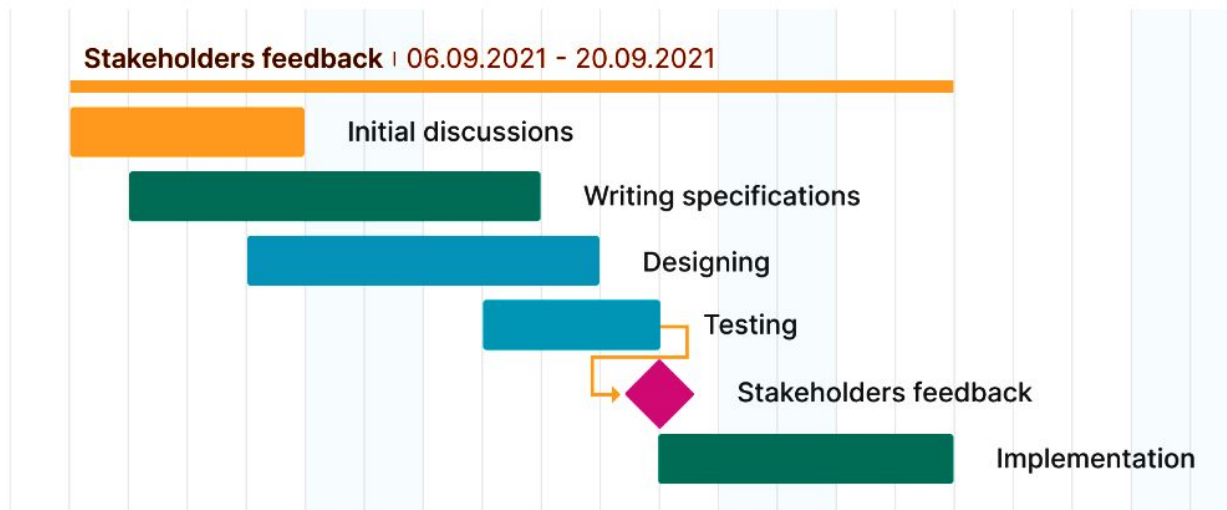 Stakeholders feedback | 06.09.2021 - 20.09.2021
Initial discussions
Writing specifications
Designing
Testing
Stakeholders feedback
Implementation